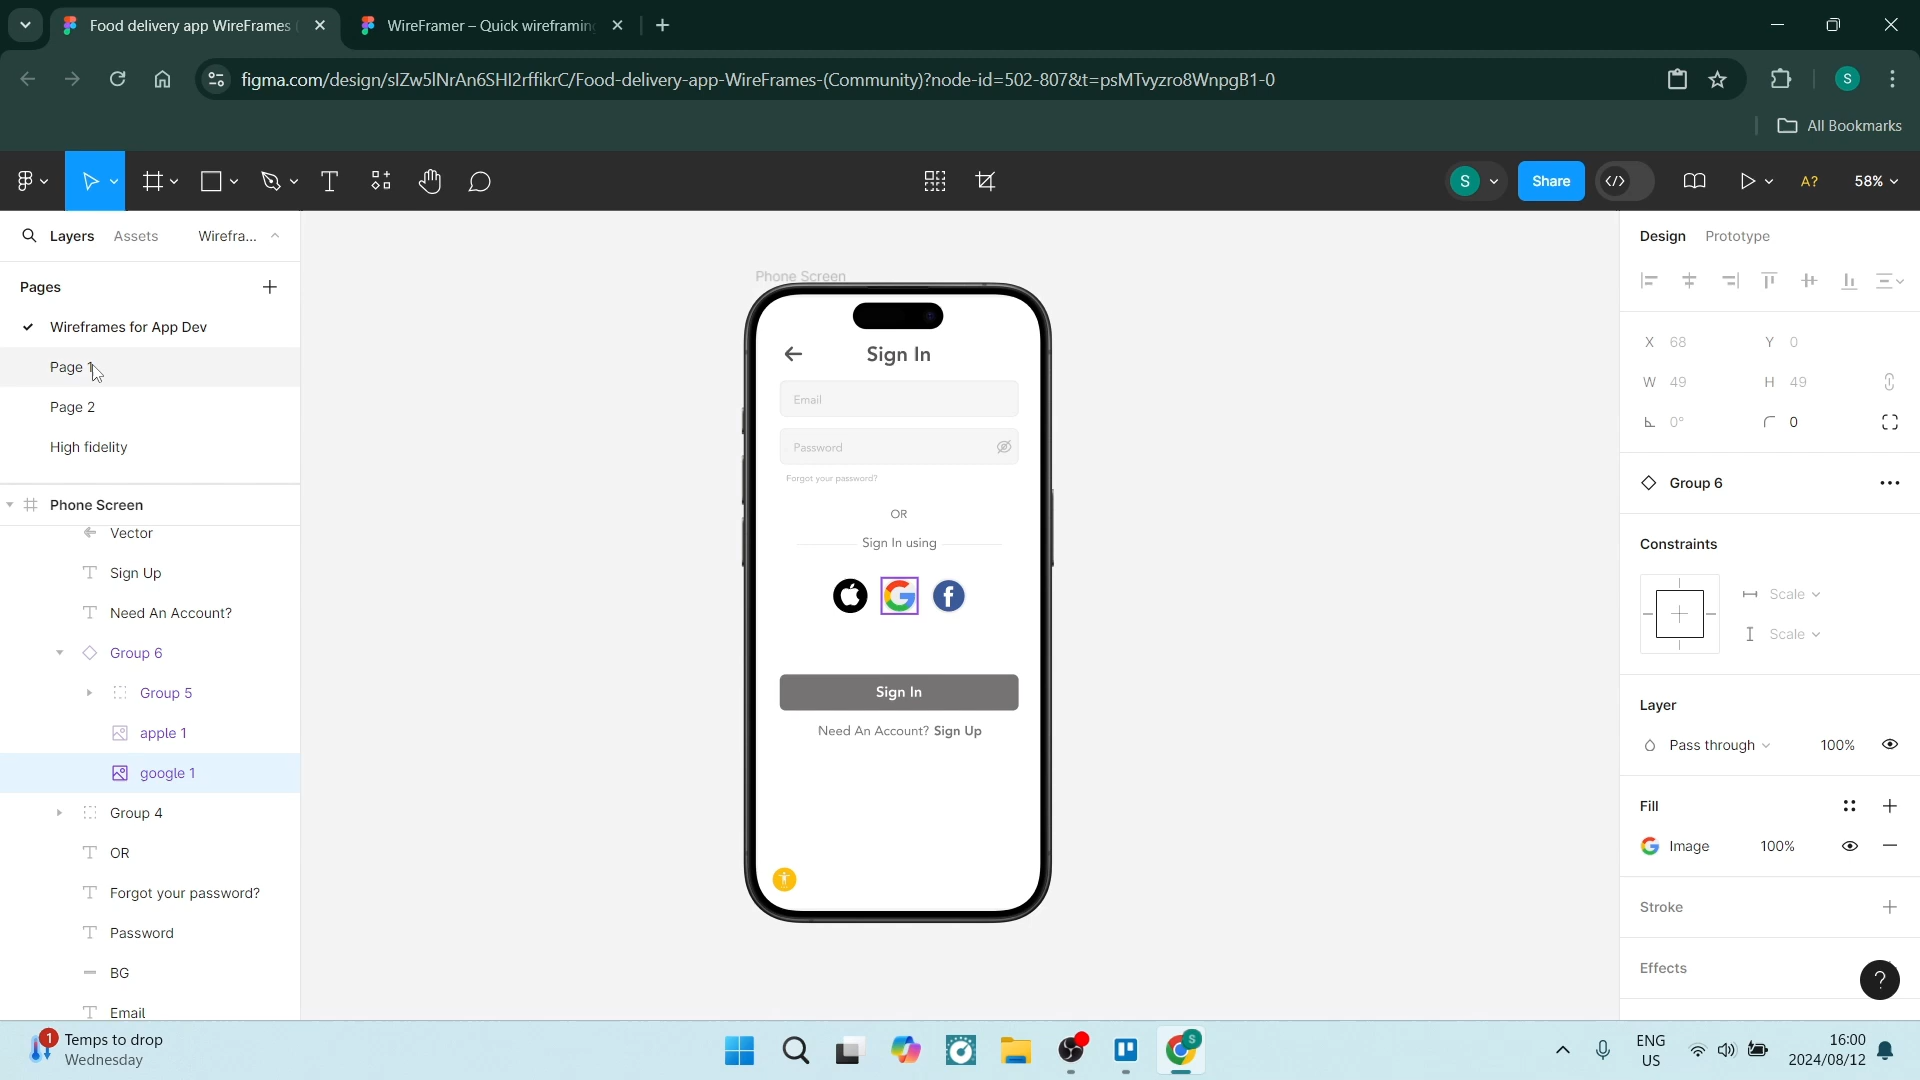 Food delivery app WireFrames (
WireFramer – Quick wireframing
figma.com/design/slZw5lNrAn6SHI2rffikrC/Food-delivery-app-WireFrames-(Community)?node-id=502-807&t=psMTvyzro8WnpgB1-0
S
All Bookmarks
S
Share
A?
58%
Layers Assets Wirefra...
Design Prototype
Pages
Wireframes for App Dev
Page 1
Page 2
High fidelity
Phone Screen
Vector
Sign Up
Need An Account?
Group 6
Group 5
apple 1
google 1
Group 4
OR
Forgot your password?
Password
BG
Email
Phone Screen
Sign In
Email
Password
Forgot your password?
OR
Sign In using
Sign In
Need An Account? Sign Up
X 68 Y 0
W 49 H 49
0° 0
Group 6
Constraints
Scale
Scale
Layer
Pass through 100%
Fill
Image 100%
Stroke
Effects
?
1
Temps to drop
Wednesday
S
ENG
US
16:00
2024/08/12